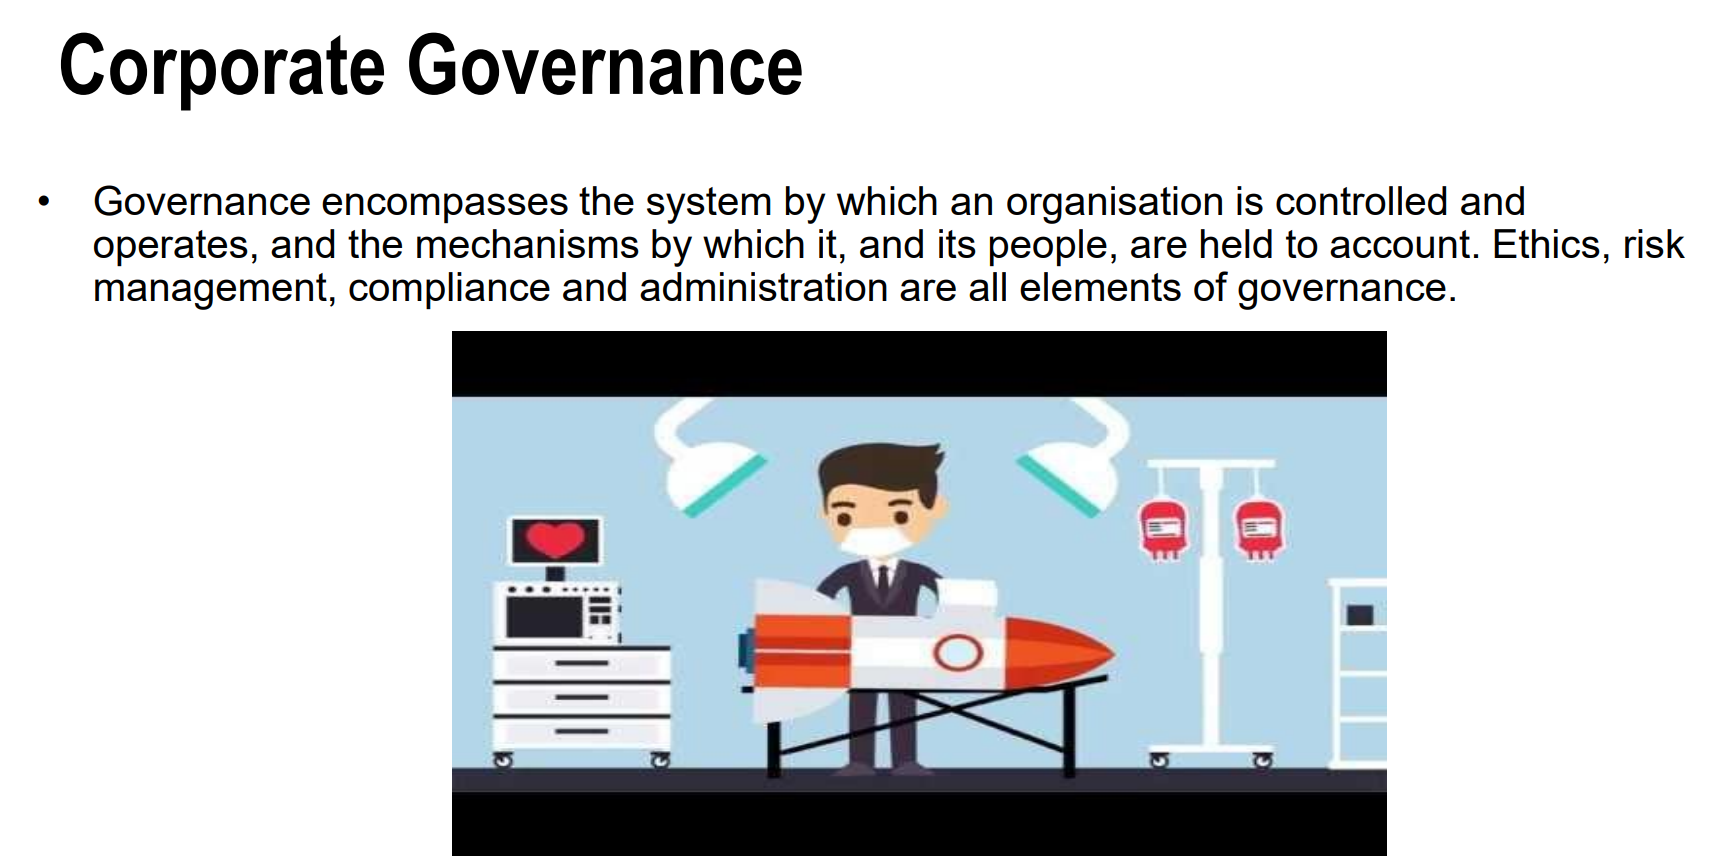 Corporate Governance
• Governance encompasses the system by which an organisation is controlled and
operates, and the mechanisms by which it, and its people, are held to account. Ethics, risk
management, compliance and administration are all elements of governance.